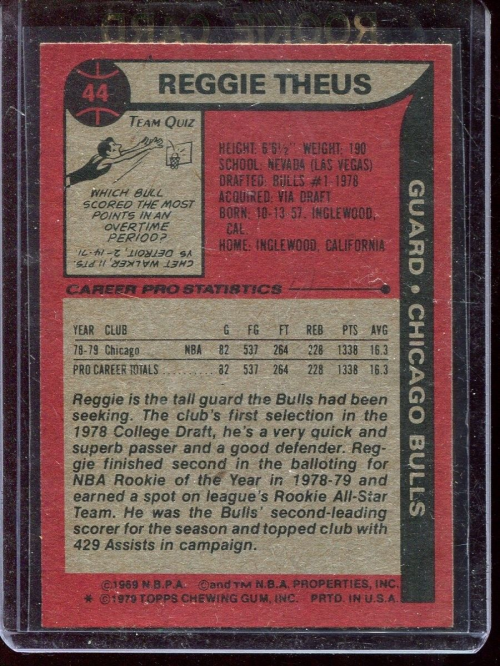 ROOKIE CARD
44
REGGIE THEUS
TEAM QUIZ
WHICH BULL
SCORED THE MOST
POINTS IN AN
OVERTIME
PERIOD?
CHET WALKER 11 PTS.
VS DETROIT, 2-14-71
HEIGHT: 6'6½" WEIGHT: 190
SCHOOL: NEVADA (LAS VEGAS)
DRAFTED: BULLS #1 1978
ACQUIRED: VIA DRAFT
BORN: 10-13-57, INGLEWOOD,
CAL.
HOME: INGLEWOOD, CALIFORNIA
GUARD • CHICAGO BULLS
CAREER PRO STATISTICS
YEAR CLUB G FG FT REB PTS AVG
78-79 Chicago NBA 82 537 264 228 1338 16.3
PRO CAREER TOTALS ........ 82 537 264 228 1338 16.3
Reggie is the tall guard the Bulls had been
seeking. The club's first selection in the
1978 College Draft, he's a very quick and
superb passer and a good defender. Reg-
gie finished second in the balloting for
NBA Rookie of the Year in 1978-79 and
earned a spot on league's Rookie All-Star
Team. He was the Bulls' second-leading
scorer for the season and topped club with
429 Assists in campaign.
©1969 N.B.P.A. ©and TM N.B.A. PROPERTIES, INC.
* ©1979 TOPPS CHEWING GUM, INC. PRTD. IN U.S.A.